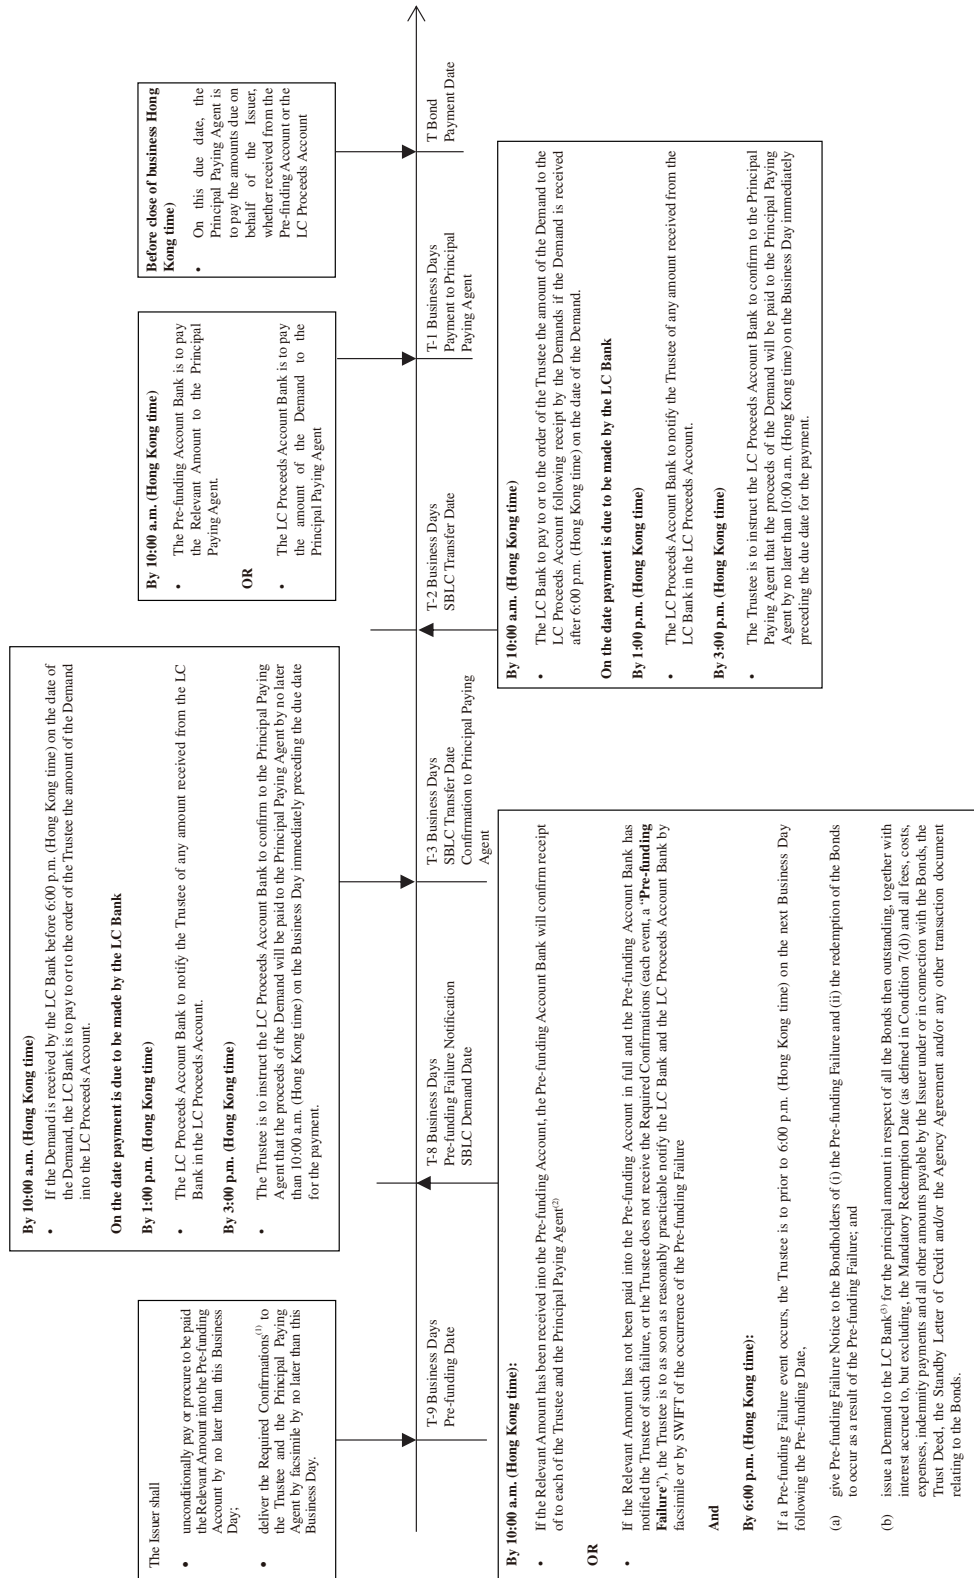 The Issuer shall
• unconditionally pay or procure to be paid
the Relevant Amount into the Pre-funding
Account by no later than this Business
Day;
• deliver the Required Confirmations(1) to
the Trustee and the Principal Paying
Agent by facsimile by no later than this
Business Day.
By 10:00 a.m. (Hong Kong time)
• If the Demand is received by the LC Bank before 6:00 p.m. (Hong Kong time) on the date of
the Demand, the LC Bank is to pay or to the order of the Trustee the amount of the Demand
into the LC Proceeds Account.
On the date payment is due to be made by the LC Bank
By 1:00 p.m. (Hong Kong time)
• The LC Proceeds Account Bank to notify the Trustee of any amount received from the LC
Bank in the LC Proceeds Account.
By 3:00 p.m. (Hong Kong time)
• The Trustee is to instruct the LC Proceeds Account Bank to confirm to the Principal Paying
Agent that the proceeds of the Demand will be paid to the Principal Paying Agent by no later
than 10:00 a.m. (Hong Kong time) on the Business Day immediately preceding the due date
for the payment.
By 10:00 a.m. (Hong Kong time)
• The Pre-funding Account Bank is to pay
the Relevant Amount to the Principal
Paying Agent.
OR
• The LC Proceeds Account Bank is to pay
the amount of the Demand to the
Principal Paying Agent
Before close of business Hong
Kong time)
• On this due date, the
Principal Paying Agent is
to pay the amounts due on
behalf of the Issuer,
whether received from the
Pre-finding Account or the
LC Proceeds Account
T-9 Business Days
Pre-funding Date
T-8 Business Days
Pre-funding Failure Notification
SBLC Demand Date
T-3 Business Days
SBLC Transfer Date
Confirmation to Principal Paying
Agent
T-2 Business Days
SBLC Transfer Date
T-1 Business Days
Payment to Principal
Paying Agent
T Bond
Payment Date
By 10:00 a.m. (Hong Kong time):
• If the Relevant Amount has been received into the Pre-funding Account, the Pre-funding Account Bank will confirm receipt
of to each of the Trustee and the Principal Paying Agent(2)
OR
• If the Relevant Amount has not been paid into the Pre-funding Account in full and the Pre-funding Account Bank has
notified the Trustee of such failure, or the Trustee does not receive the Required Confirmations (each event, a “Pre-funding
Failure”), the Trustee is to as soon as reasonably practicable notify the LC Bank and the LC Proceeds Account Bank by
facsimile or by SWIFT of the occurrence of the Pre-funding Failure
And
By 6:00 p.m. (Hong Kong time):
If a Pre-funding Failure event occurs, the Trustee is to prior to 6:00 p.m. (Hong Kong time) on the next Business Day
following the Pre-funding Date,
(a) give Pre-funding Failure Notice to the Bondholders of (i) the Pre-funding Failure and (ii) the redemption of the Bonds
to occur as a result of the Pre-funding Failure; and
(b) issue a Demand to the LC Bank(3) for the principal amount in respect of all the Bonds then outstanding, together with
interest accrued to, but excluding, the Mandatory Redemption Date (as defined in Condition 7(d)) and all fees, costs,
expenses, indemnity payments and all other amounts payable by the Issuer under or in connection with the Bonds, the
Trust Deed, the Standby Letter of Credit and/or the Agency Agreement and/or any other transaction document
relating to the Bonds.
By 10:00 a.m. (Hong Kong time)
• The LC Bank to pay to or to the order of the Trustee the amount of the Demand to the
LC Proceeds Account following receipt by the Demands if the Demand is received
after 6:00 p.m. (Hong Kong time) on the date of the Demand.
On the date payment is due to be made by the LC Bank
By 1:00 p.m. (Hong Kong time)
• The LC Proceeds Account Bank to notify the Trustee of any amount received from the
LC Bank in the LC Proceeds Account.
By 3:00 p.m. (Hong Kong time)
• The Trustee is to instruct the LC Proceeds Account Bank to confirm to the Principal
Paying Agent that the proceeds of the Demand will be paid to the Principal Paying
Agent by no later than 10:00 a.m. (Hong Kong time) on the Business Day immediately
preceding the due date for the payment.